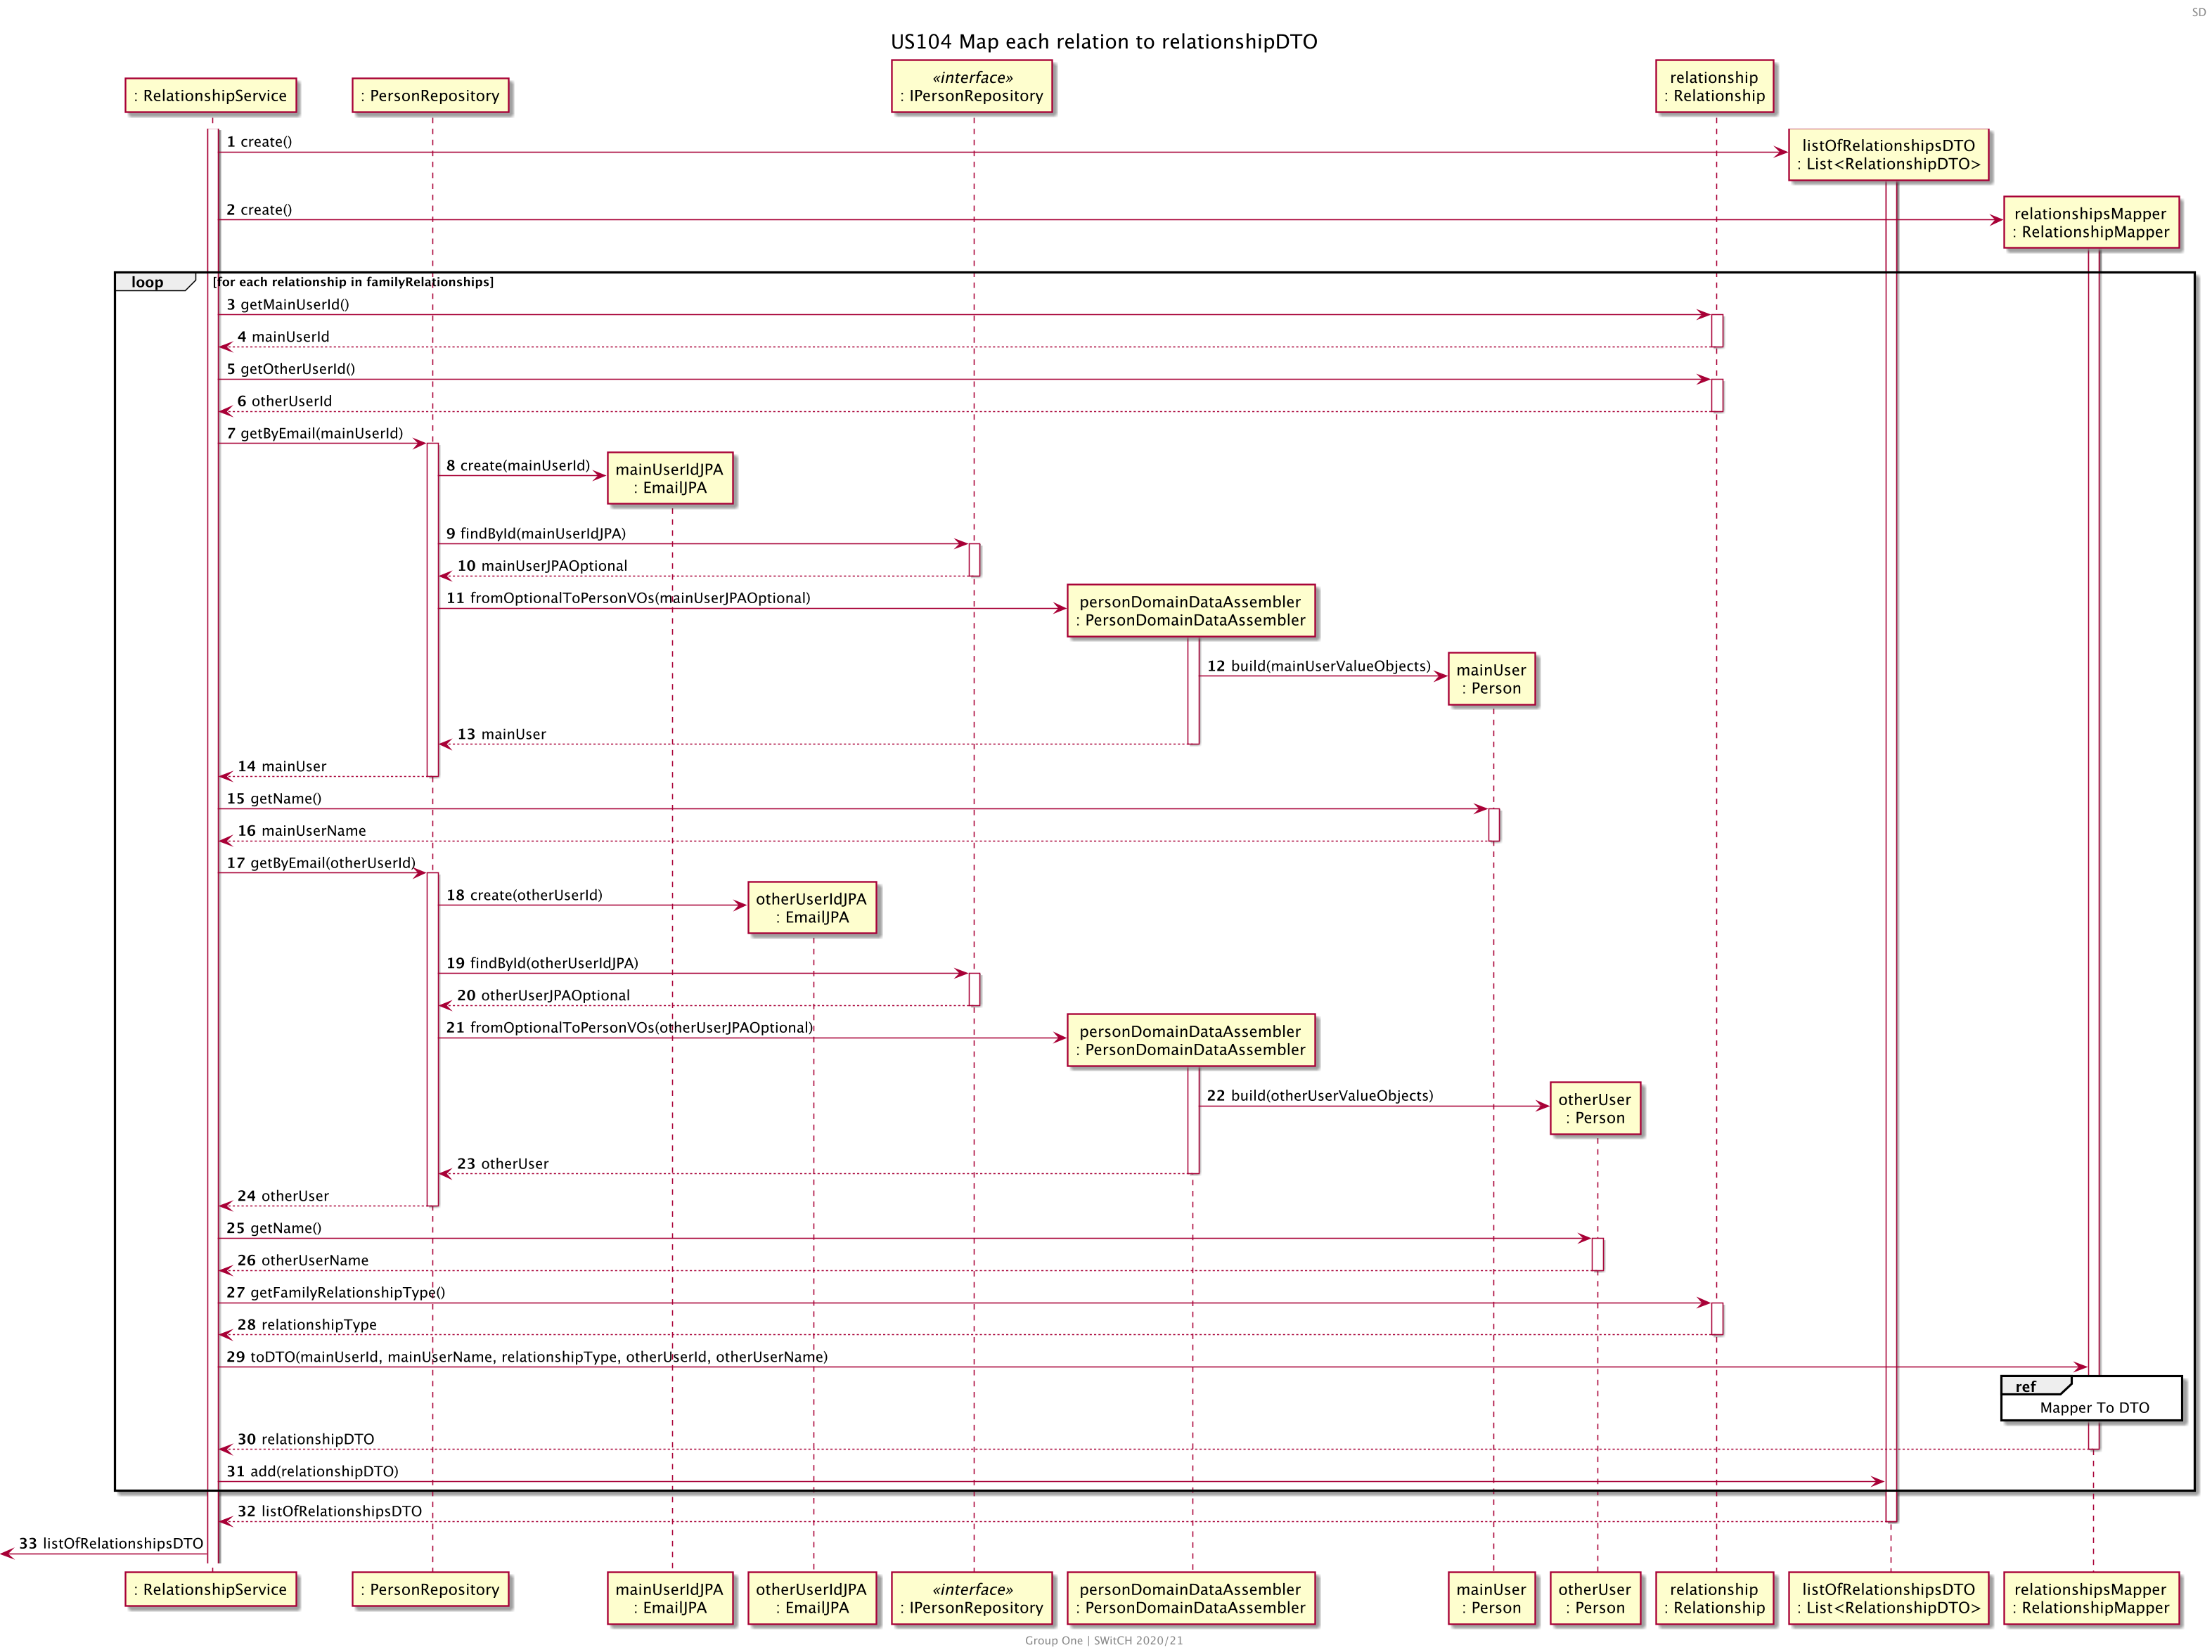 SD
US104 Map each relation to relationshipDTO
: RelationshipService
: PersonRepository
«interface»
: IPersonRepository
relationship
: Relationship
1 create()
listOfRelationshipsDTO
: List<RelationshipDTO>
2 create()
relationshipsMapper
: RelationshipMapper
loop
[for each relationship in familyRelationships]
3 getMainUserId()
4 mainUserId
5 getOtherUserId()
6 otherUserId
7 getByEmail(mainUserId)
8 create(mainUserId)
mainUserIdJPA
: EmailJPA
9 findById(mainUserIdJPA)
10 mainUserJPAOptional
11 fromOptionalToPersonVOs(mainUserJPAOptional)
personDomainDataAssembler
: PersonDomainDataAssembler
12 build(mainUserValueObjects)
mainUser
: Person
13 mainUser
14 mainUser
15 getName()
16 mainUserName
17 getByEmail(otherUserId)
18 create(otherUserId)
otherUserIdJPA
: EmailJPA
19 findById(otherUserIdJPA)
20 otherUserJPAOptional
21 fromOptionalToPersonVOs(otherUserJPAOptional)
personDomainDataAssembler
: PersonDomainDataAssembler
22 build(otherUserValueObjects)
otherUser
: Person
23 otherUser
24 otherUser
25 getName()
26 otherUserName
27 getFamilyRelationshipType()
28 relationshipType
29 toDTO(mainUserId, mainUserName, relationshipType, otherUserId, otherUserName)
ref
Mapper To DTO
30 relationshipDTO
31 add(relationshipDTO)
32 listOfRelationshipsDTO
33 listOfRelationshipsDTO
: RelationshipService
: PersonRepository
mainUserIdJPA
: EmailJPA
otherUserIdJPA
: EmailJPA
«interface»
: IPersonRepository
personDomainDataAssembler
: PersonDomainDataAssembler
mainUser
: Person
otherUser
: Person
relationship
: Relationship
listOfRelationshipsDTO
: List<RelationshipDTO>
relationshipsMapper
: RelationshipMapper
Group One | SWitCH 2020/21